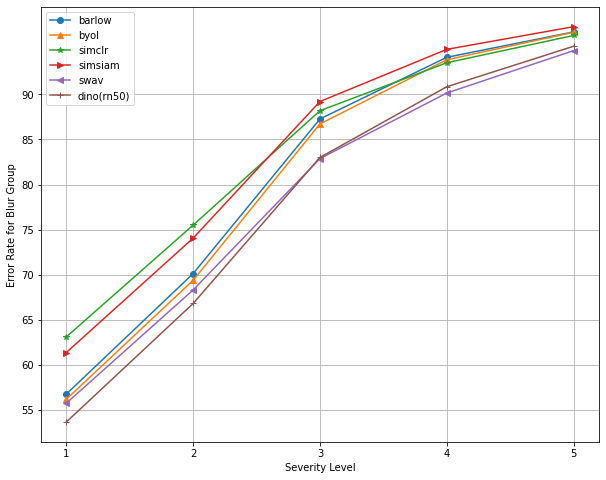 barlow
byol
simclr
simsiam
swav
dino(rn50)
Error Rate for Blur Group
90
85
80
75
70
65
60
55
1 2 3 4 5
Severity Level